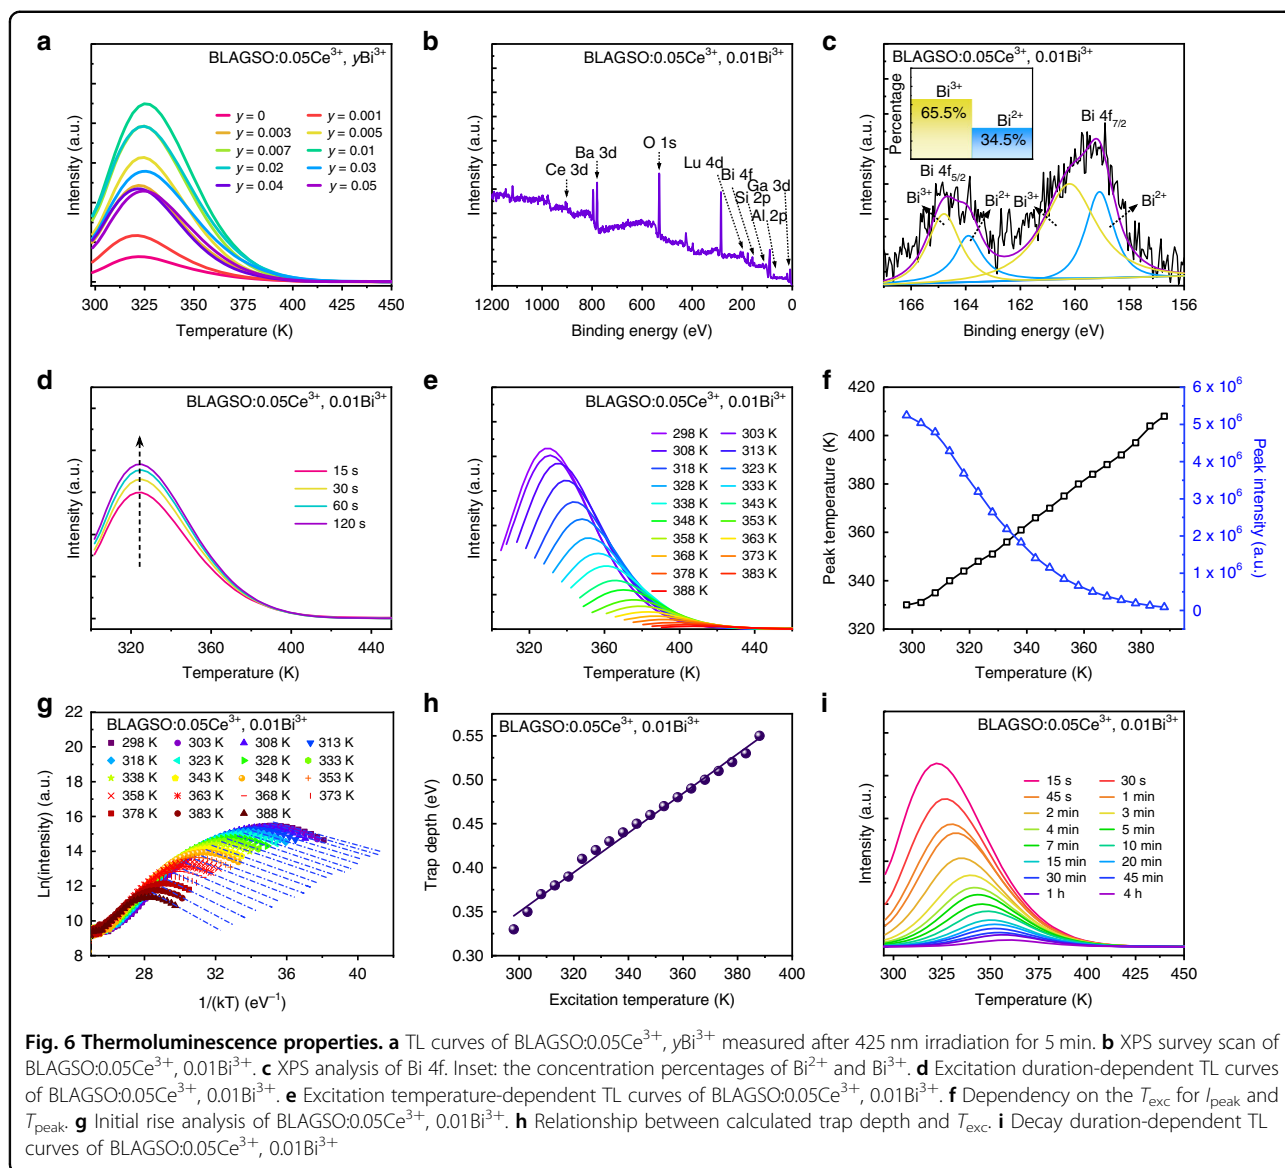 a
BLAGSO:0.05Ce³⁺, yBi³⁺
y = 0
y = 0.001
y = 0.003
y = 0.005
y = 0.007
y = 0.01
y = 0.02
y = 0.03
y = 0.04
y = 0.05
Intensity (a.u.)
300 325 350 375 400 425 450
Temperature (K)
b
BLAGSO:0.05Ce³⁺, 0.01Bi³⁺
Ce 3d
Ba 3d
O 1s
Lu 4d
Bi 4f
Si 2p
Ga 3d
Al 2p
Intensity (a.u.)
1200 1000 800 600 400 200 0
Binding energy (eV)
c
BLAGSO:0.05Ce³⁺, 0.01Bi³⁺
Percentage
Bi³⁺
65.5%
Bi²⁺
34.5%
Bi 4f₇/₂
Bi 4f₅/₂
Bi³⁺
Bi²⁺
Bi³⁺
Bi²⁺
Intensity (a.u.)
166 164 162 160 158 156
Binding energy (eV)
d
BLAGSO:0.05Ce³⁺, 0.01Bi³⁺
15 s
30 s
60 s
120 s
Intensity (a.u.)
320 360 400 440
Temperature (K)
e
BLAGSO:0.05Ce³⁺, 0.01Bi³⁺
298 K 303 K
308 K 313 K
318 K 323 K
328 K 333 K
338 K 343 K
348 K 353 K
358 K 363 K
368 K 373 K
378 K 383 K
388 K
Intensity (a.u.)
320 360 400 440
Temperature (K)
f
420
400
380
360
340
320
Peak temperature (K)
6 x 10⁶
5 x 10⁶
4 x 10⁶
3 x 10⁶
2 x 10⁶
1 x 10⁶
0
Peak intensity (a.u.)
300 320 340 360 380
Temperature (K)
g
BLAGSO:0.05Ce³⁺, 0.01Bi³⁺
298 K 303 K 308 K 313 K
318 K 323 K 328 K 333 K
338 K 343 K 348 K 353 K
358 K 363 K 368 K 373 K
378 K 383 K 388 K
22
20
18
16
14
12
10
8
Ln(intensity) (a.u.)
28 32 36 40
1/(kT) (eV⁻¹)
h
BLAGSO:0.05Ce³⁺, 0.01Bi³⁺
0.55
0.50
0.45
0.40
0.35
0.30
Trap depth (eV)
300 320 340 360 380 400
Excitation temperature (K)
i
BLAGSO:0.05Ce³⁺, 0.01Bi³⁺
15 s 30 s
45 s 1 min
2 min 3 min
4 min 5 min
7 min 10 min
15 min 20 min
30 min 45 min
1 h 4 h
Intensity (a.u.)
300 325 350 375 400 425 450
Temperature (K)
Fig. 6 Thermoluminescence properties. a TL curves of BLAGSO:0.05Ce³⁺, yBi³⁺ measured after 425 nm irradiation for 5 min. b XPS survey scan of
BLAGSO:0.05Ce³⁺, 0.01Bi³⁺. c XPS analysis of Bi 4f. Inset: the concentration percentages of Bi²⁺ and Bi³⁺. d Excitation duration-dependent TL curves
of BLAGSO:0.05Ce³⁺, 0.01Bi³⁺. e Excitation temperature-dependent TL curves of BLAGSO:0.05Ce³⁺, 0.01Bi³⁺. f Dependency on the Texc for Ipeak and
Tpeak. g Initial rise analysis of BLAGSO:0.05Ce³⁺, 0.01Bi³⁺. h Relationship between calculated trap depth and Texc. i Decay duration-dependent TL
curves of BLAGSO:0.05Ce³⁺, 0.01Bi³⁺